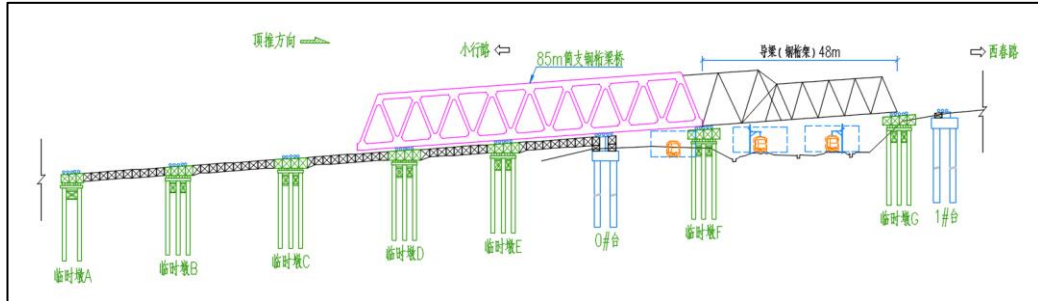 顶推方向
小行路
85m简支钢桁梁桥
导梁(钢桁架)48m
西春路
临时墩A
临时墩B
临时墩C
临时墩D
临时墩E
0#台
临时墩F
临时墩G
1#台